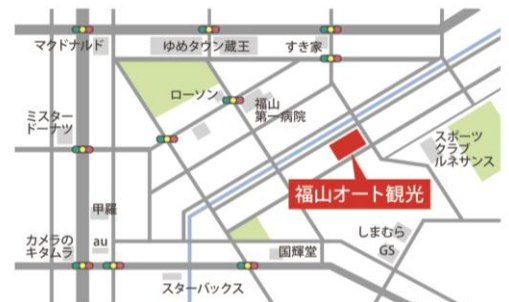 マクドナルド
ゆめタウン蔵王
すき家
ローソン
福山
第一病院
ミスター
ドーナツ
スポーツ
クラブ
ルネサンス
福山オート観光
甲羅
しまむら
GS
カメラの
キタムラ
au
国輝堂
スターバックス